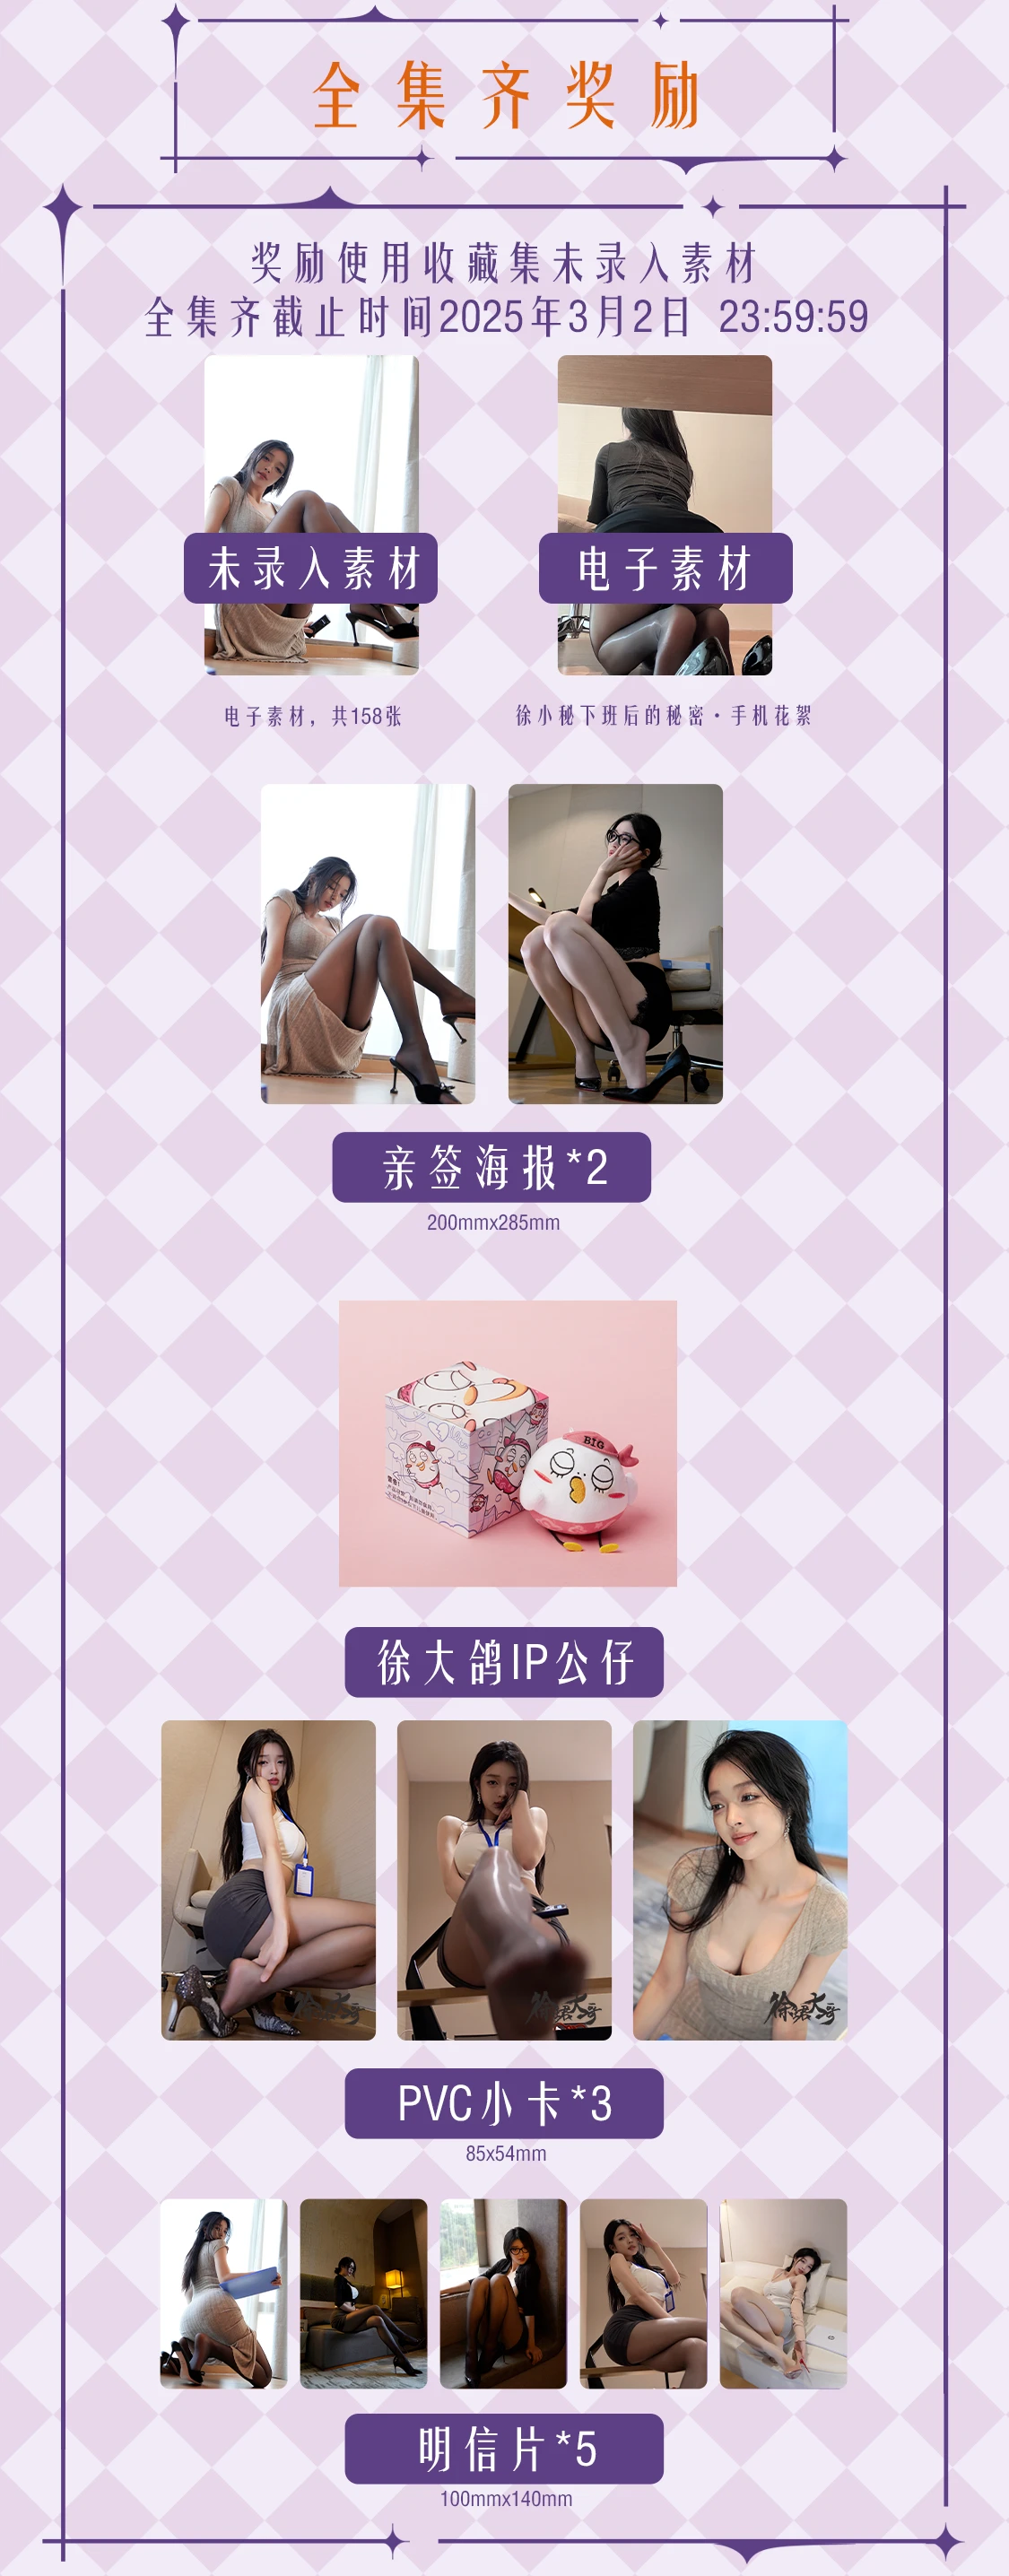 全集齐奖励
奖励使用收藏集未录入素材
全集齐截止时间2025年3月2日 23:59:59
未录入素材
电子素材
电子素材，共158张
徐小秘下班后的秘密·手机花絮
亲签海报*2
200mmx285mm
BIG
徐大鸽IP公仔
PVC小卡*3
85x54mm
明信片*5
100mmx140mm